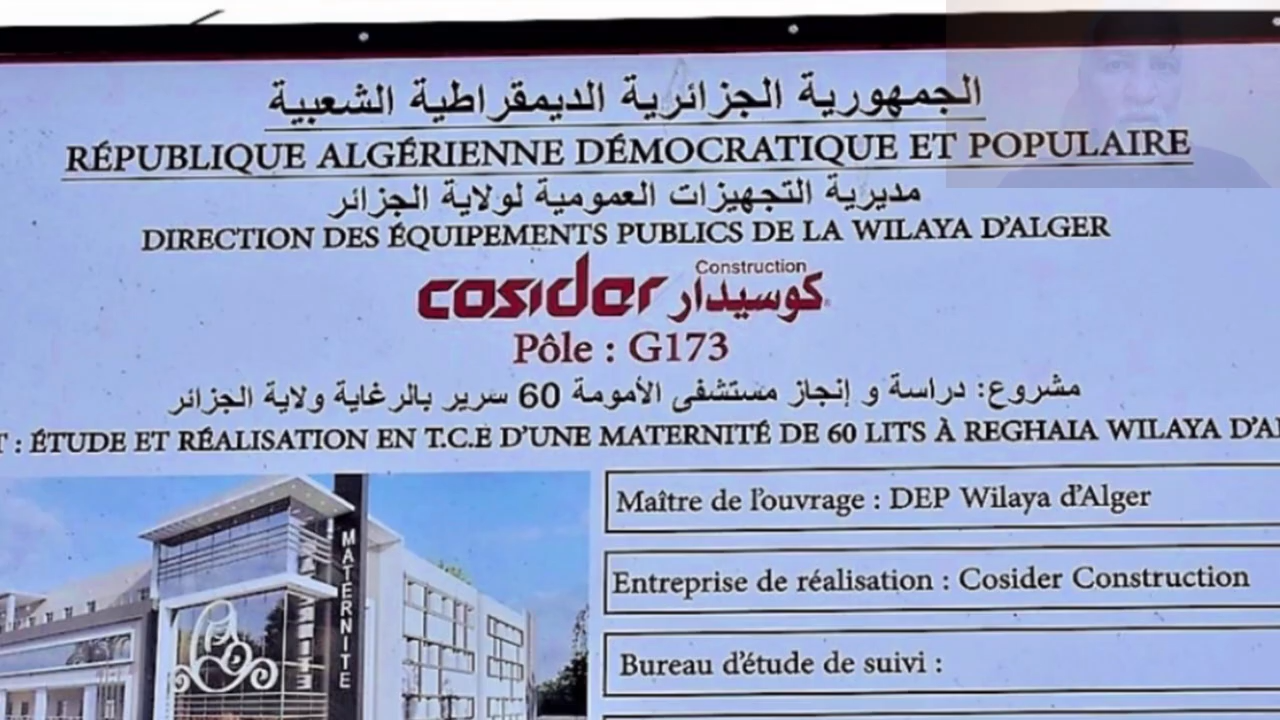 الجمهورية الجزائرية الديمقراطية الشعبية
RÉPUBLIQUE ALGÉRIENNE DÉMOCRATIQUE ET POPULAIRE
مديرية التجهيزات العمومية لولاية الجزائر
DIRECTION DES ÉQUIPEMENTS PUBLICS DE LA WILAYA D'ALGER
Construction
cosider كوسيدار
Pôle : G173
مشروع: دراسة و إنجاز مستشفى الأمومة 60 سرير بالرغاية ولاية الجزائر
: ÉTUDE ET RÉALISATION EN T.C.E D'UNE MATERNITÉ DE 60 LITS À REGHAIA WILAYA
MATERNITE
Maître de l'ouvrage : DEP Wilaya d'Alger
Entreprise de réalisation : Cosider Construction
Bureau d'étude de suivi :